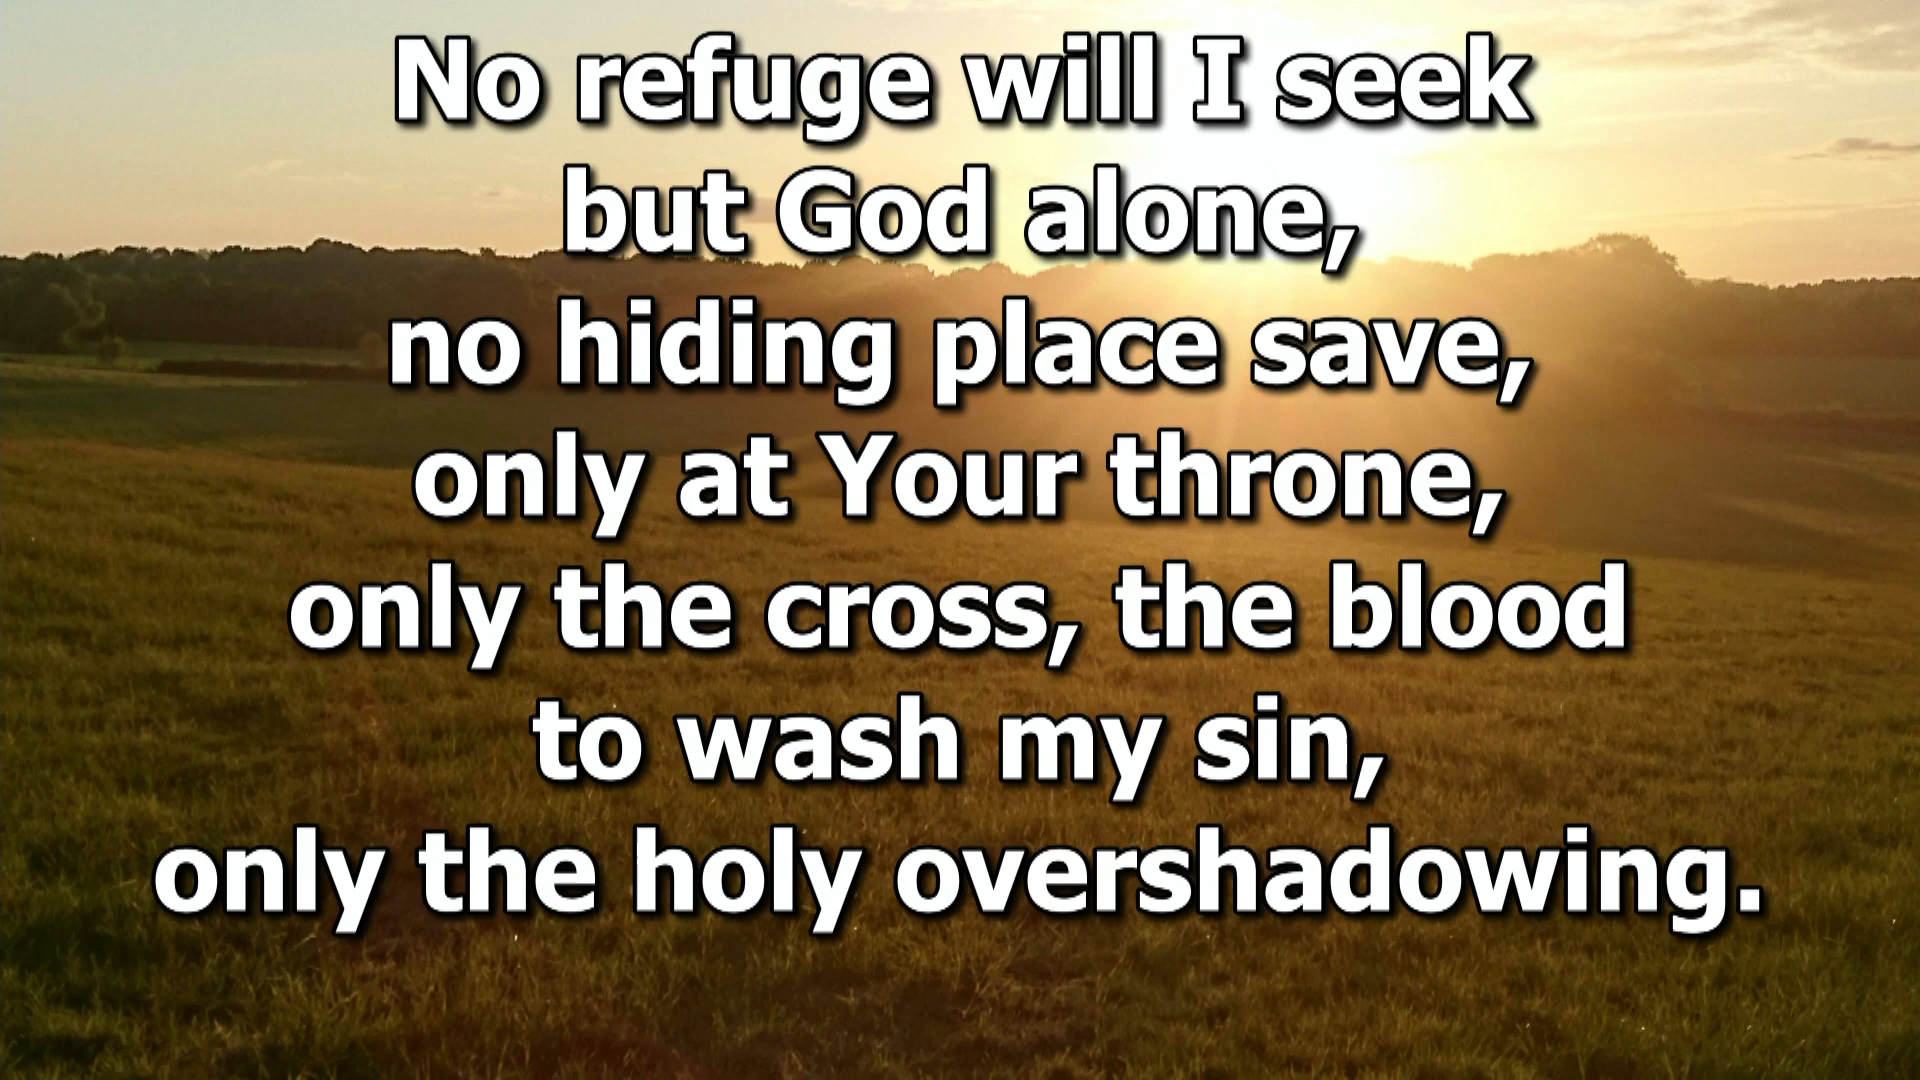 No refuge will I seek
but God alone,
no hiding place save,
only at Your throne,
only the cross, the blood
to wash my sin,
only the holy overshadowing.